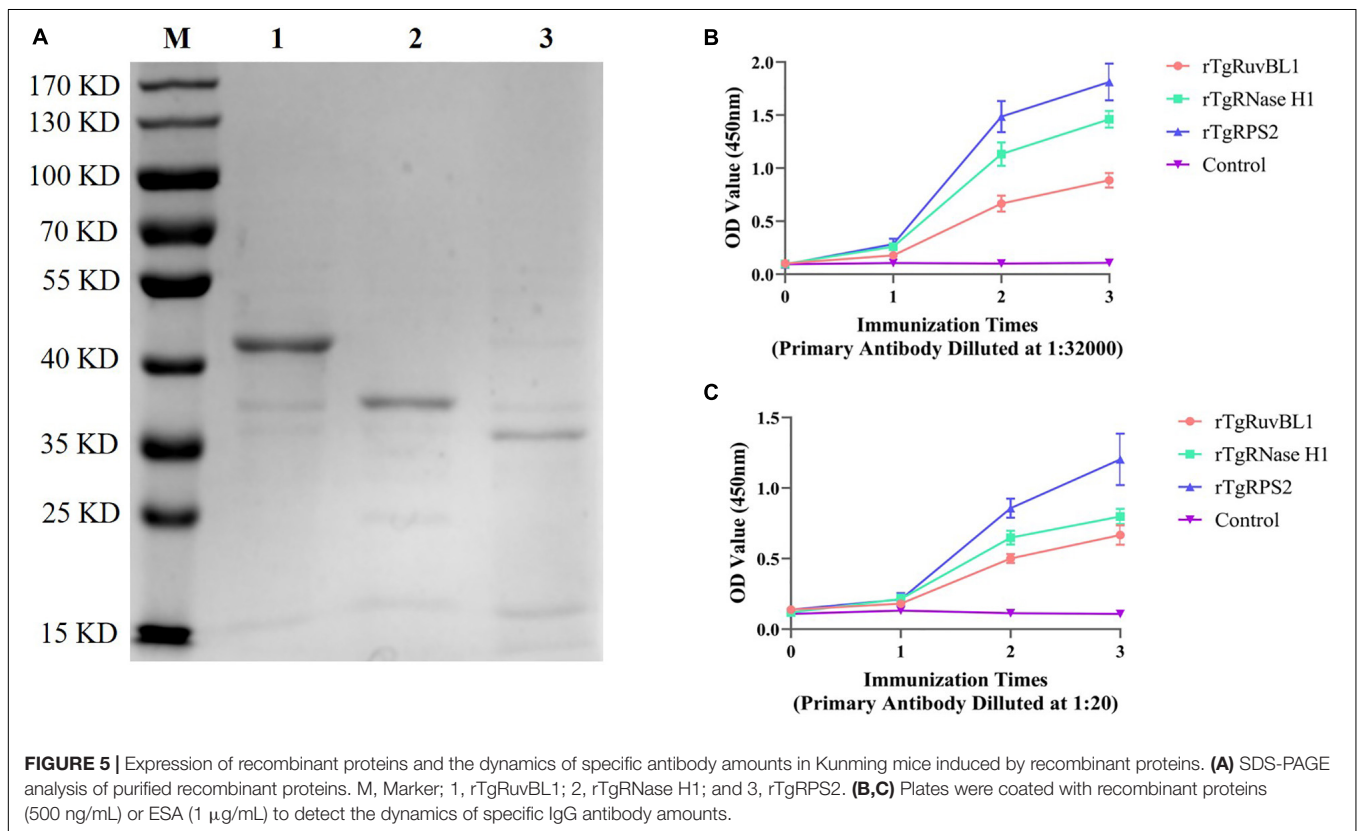 A
M 1 2 3
170 KD
130 KD
100 KD
70 KD
55 KD
40 KD
35 KD
25 KD
15 KD
B
OD Value (450nm)
2.0
1.5
1.0
0.5
0.0
0 1 2 3
Immunization Times
(Primary Antibody Dilluted at 1:32000)
rTgRuvBL1
rTgRNase H1
rTgRPS2
Control
C
OD Value (450nm)
1.5
1.0
0.5
0.0
0 1 2 3
Immunization Times
(Primary Antibody Dilluted at 1:20)
rTgRuvBL1
rTgRNase H1
rTgRPS2
Control
FIGURE 5 | Expression of recombinant proteins and the dynamics of specific antibody amounts in Kunming mice induced by recombinant proteins. (A) SDS-PAGE
analysis of purified recombinant proteins. M, Marker; 1, rTgRuvBL1; 2, rTgRNase H1; and 3, rTgRPS2. (B,C) Plates were coated with recombinant proteins
(500 ng/mL) or ESA (1 μg/mL) to detect the dynamics of specific IgG antibody amounts.